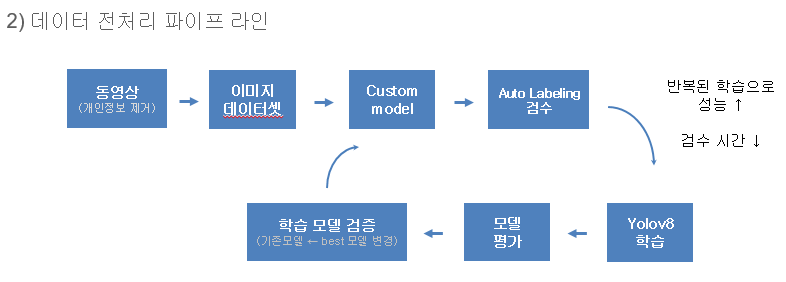 2) 데이터 전처리 파이프 라인
동영상
(개인정보 제거)
이미지
데이터셋
Custom
model
Auto Labeling
검수
반복된 학습으로
성능 ↑
검수 시간 ↓
학습 모델 검증
(기존모델 ← best 모델 변경)
모델
평가
Yolov8
학습